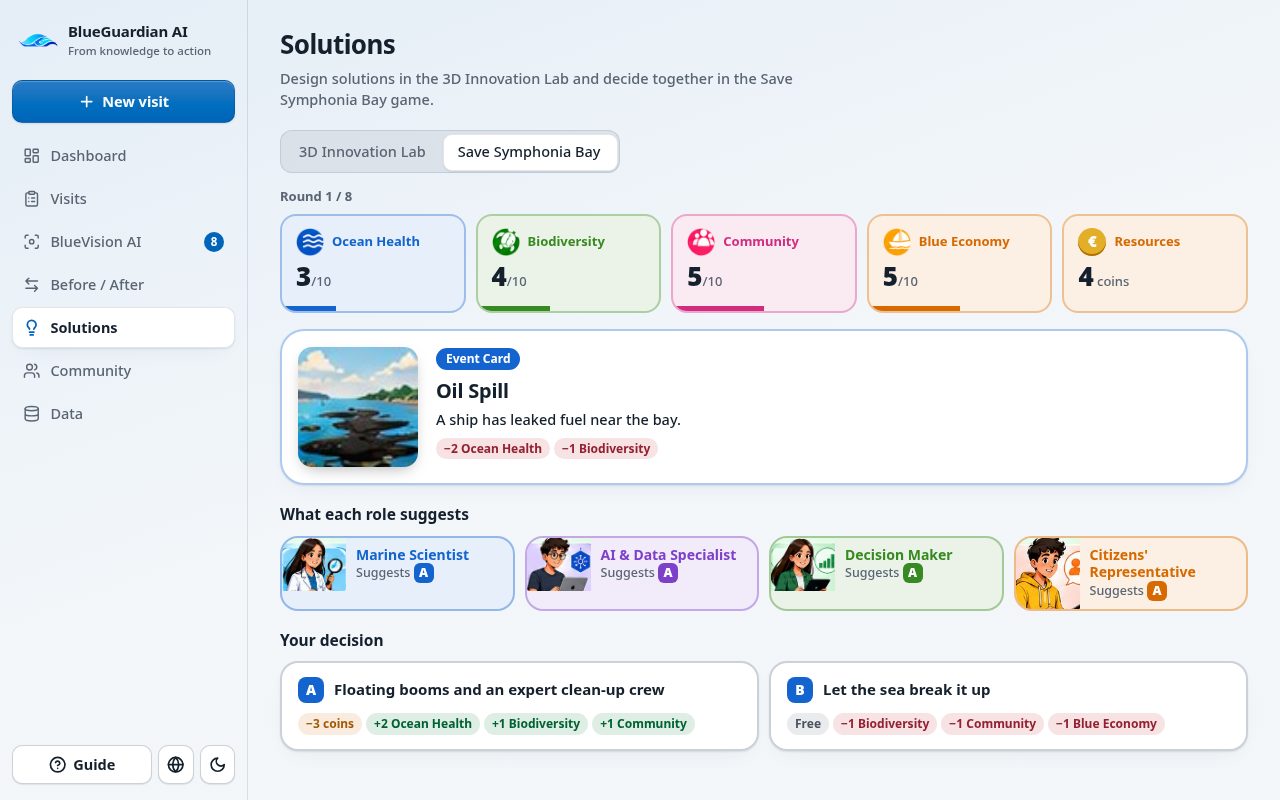 BlueGuardian AI
From knowledge to action
New visit
Dashboard
Visits
BlueVision AI
8
Before / After
Solutions
Community
Data
Guide
Solutions
Design solutions in the 3D Innovation Lab and decide together in the Save
Symphonia Bay game.
3D Innovation Lab
Save Symphonia Bay
Round 1 / 8
Ocean Health
3/10
Biodiversity
4/10
Community
5/10
Blue Economy
5/10
€
Resources
4 coins
Event Card
Oil Spill
A ship has leaked fuel near the bay.
−2 Ocean Health
−1 Biodiversity
What each role suggests
Marine Scientist
Suggests A
AI & Data Specialist
Suggests A
Decision Maker
Suggests A
Citizens'
Representative
Suggests A
Your decision
A Floating booms and an expert clean-up crew
−3 coins
+2 Ocean Health
+1 Biodiversity
+1 Community
B Let the sea break it up
Free
−1 Biodiversity
−1 Community
−1 Blue Economy